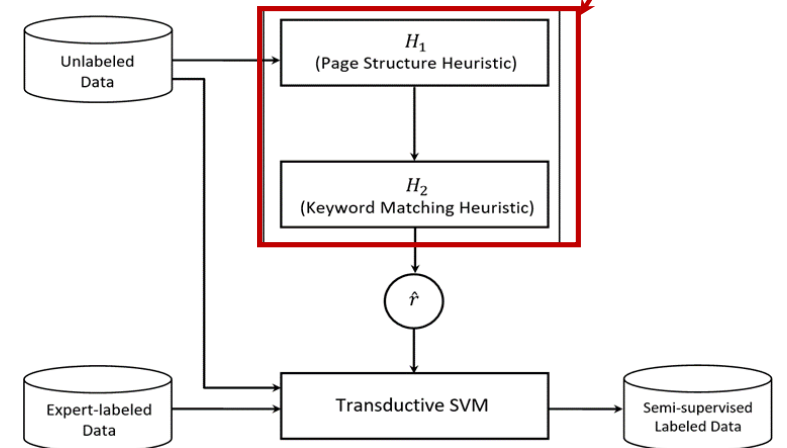 Unlabeled
Data
H₁
(Page Structure Heuristic)
H₂
(Keyword Matching Heuristic)
r̂
Expert-labeled
Data
Transductive SVM
Semi-supervised
Labeled Data